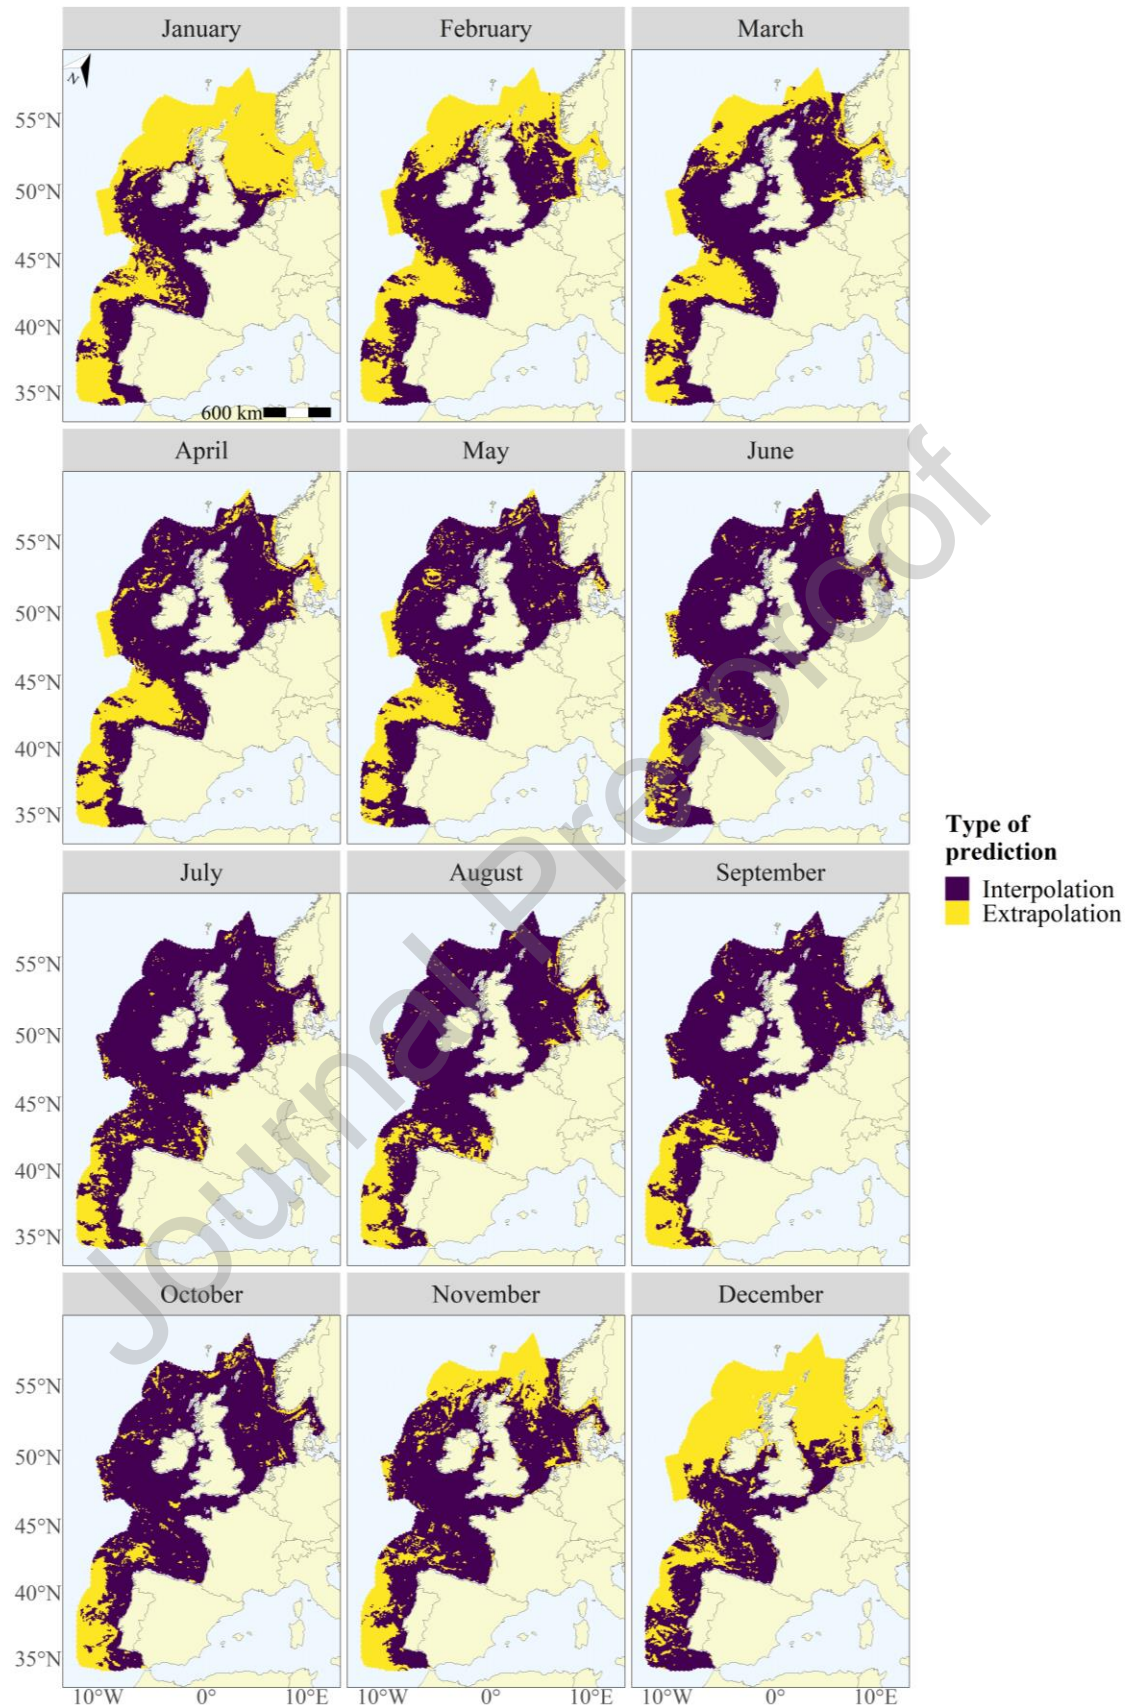 January February March
N
55°N
50°N
45°N
40°N
35°N
600 km
April May June
55°N
50°N
45°N
40°N
35°N
Type of
prediction
Interpolation
Extrapolation
July August September
55°N
50°N
45°N
40°N
35°N
October November December
55°N
50°N
45°N
40°N
35°N
10°W 0° 10°E 10°W 0° 10°E 10°W 0° 10°E
Journal Pre-proof